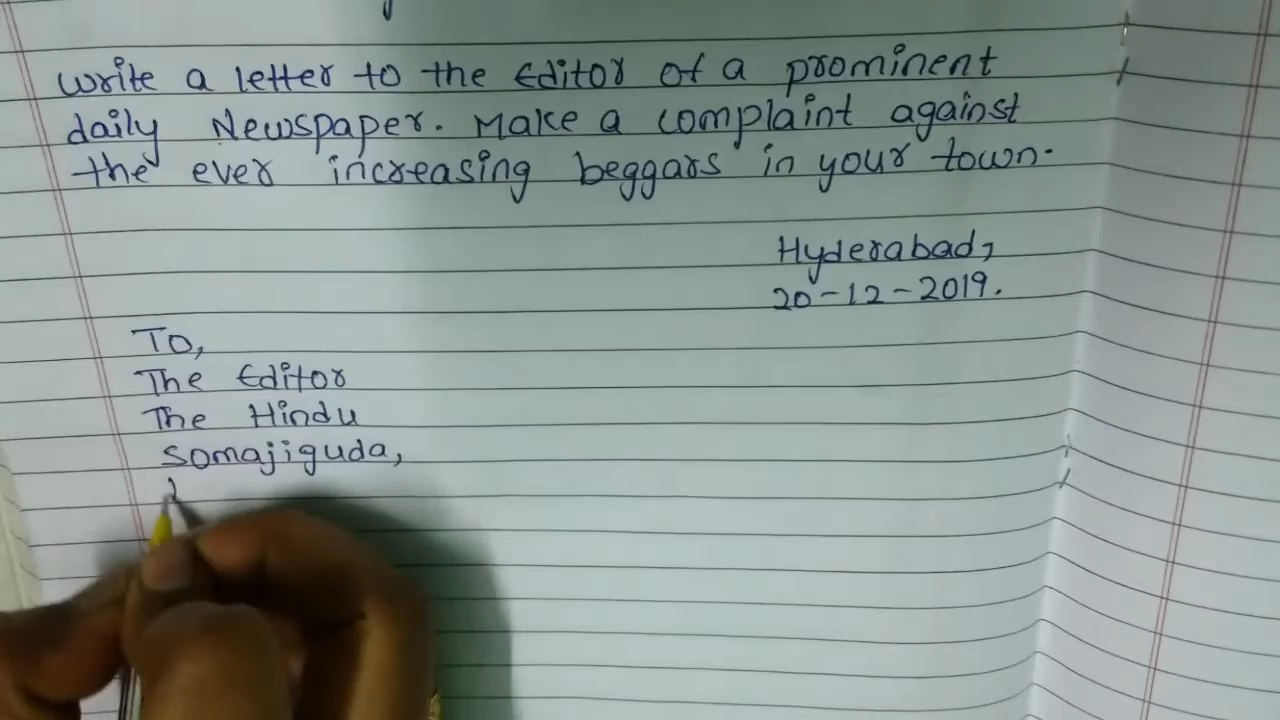 Write a letter to the Editor of a prominent
daily Newspaper. Make a complaint against
the ever increasing beggars in your town.
Hyderabad,
20-12-2019.
To,
The Editor
The Hindu
Somajiguda,